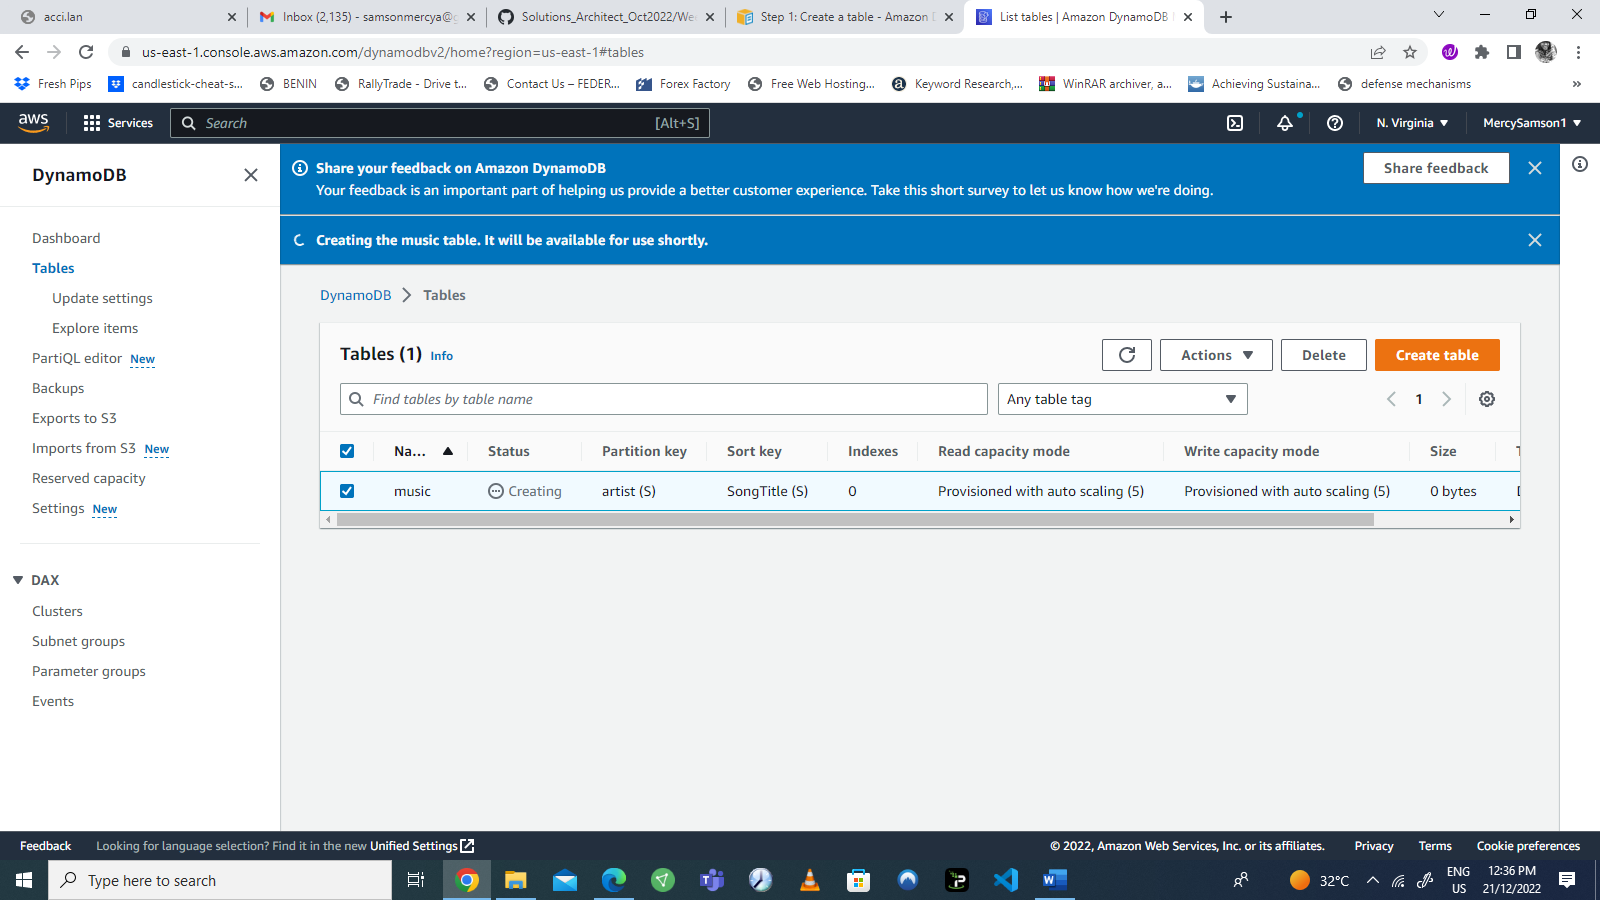 acci.lan
Inbox (2,135) - samsonmercya@g
Solutions_Architect_Oct2022/We
Step 1: Create a table - Amazon D
List tables | Amazon DynamoDB
us-east-1.console.aws.amazon.com/dynamodbv2/home?region=us-east-1#tables
Fresh Pips
candlestick-cheat-s...
BENIN
RallyTrade - Drive t...
Contact Us – FEDER...
Forex Factory
Free Web Hosting...
Keyword Research,...
WinRAR archiver, a...
Achieving Sustaina...
defense mechanisms
»
aws
Services
Search
[Alt+S]
N. Virginia
MercySamson1
DynamoDB
Dashboard
Tables
Update settings
Explore items
PartiQL editor New
Backups
Exports to S3
Imports from S3 New
Reserved capacity
Settings New
DAX
Clusters
Subnet groups
Parameter groups
Events
Share your feedback on Amazon DynamoDB
Your feedback is an important part of helping us provide a better customer experience. Take this short survey to let us know how we're doing.
Share feedback
Creating the music table. It will be available for use shortly.
DynamoDB
Tables
Tables (1) Info
Actions
Delete
Create table
Find tables by table name
Any table tag
1
Na...
Status
Partition key
Sort key
Indexes
Read capacity mode
Write capacity mode
Size
music
Creating
artist (S)
SongTitle (S)
0
Provisioned with auto scaling (5)
Provisioned with auto scaling (5)
0 bytes
Feedback
Looking for language selection? Find it in the new Unified Settings
© 2022, Amazon Web Services, Inc. or its affiliates.
Privacy
Terms
Cookie preferences
Type here to search
32°C
ENG
US
12:36 PM
21/12/2022